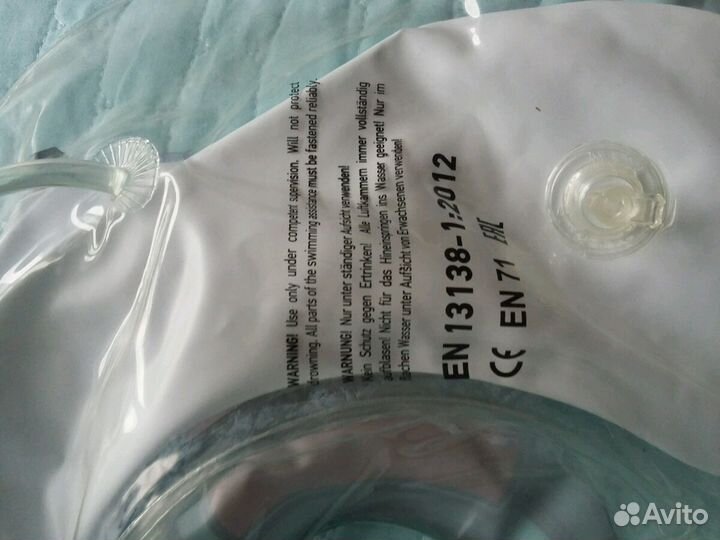 WARNING! Use only under competent spervision. Will not protect
drowning. All parts of the swimming assistance must be fastened reliably.
WARNUNG! Nur unter ständiger Aufsicht verwenden!
Kein Schutz gegen Ertrinken! Alle Luftkammern immer vollständig
aufblasen! Nicht für das Hineinspringen ins Wasser geeignet! Nur im
flachen Wasser unter Aufßicht von Erwachsenen verwerden!
EN 13138-1:2012
CE EN 71 EAC
Avito